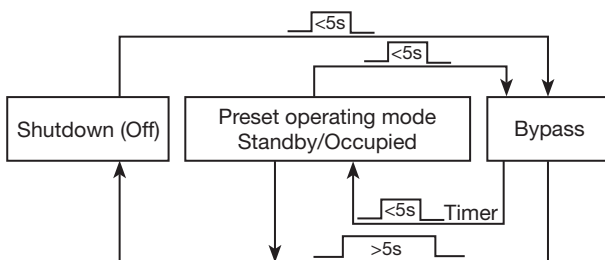 <5s
<5s
Shutdown (Off)
Preset operating mode
Standby/Occupied
Bypass
<5s
Timer
>5s